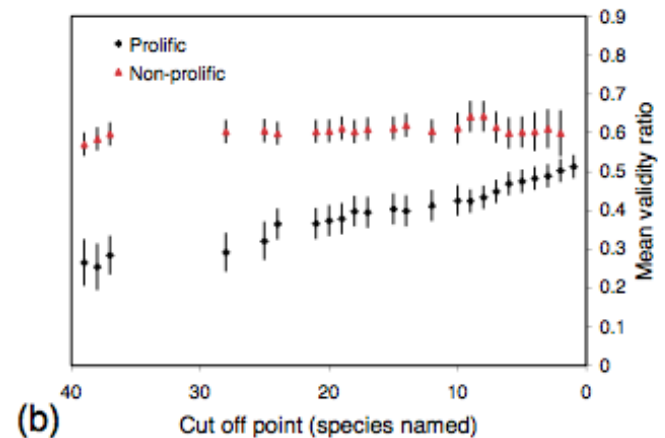 Prolific
Non-prolific
0.9
0.8
0.7
0.6
0.5
0.4
0.3
0.2
0.1
0
Mean validity ratio
40 30 20 10 0
(b) Cut off point (species named)